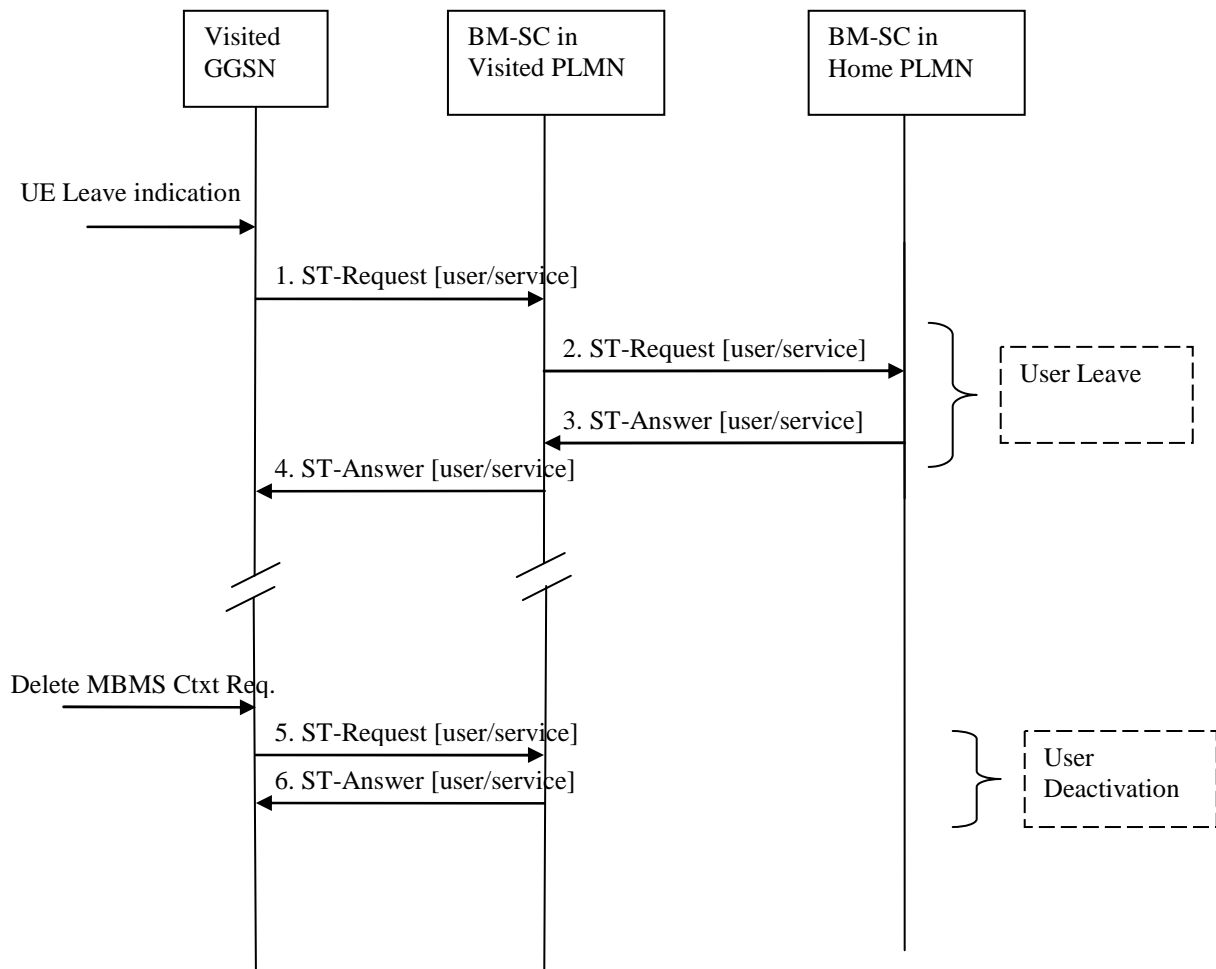 Visited
GGSN
BM-SC in
Visited PLMN
BM-SC in
Home PLMN
UE Leave indication
1. ST-Request [user/service]
2. ST-Request [user/service]
User Leave
3. ST-Answer [user/service]
4. ST-Answer [user/service]
Delete MBMS Ctxt Req.
5. ST-Request [user/service]
6. ST-Answer [user/service]
User
Deactivation